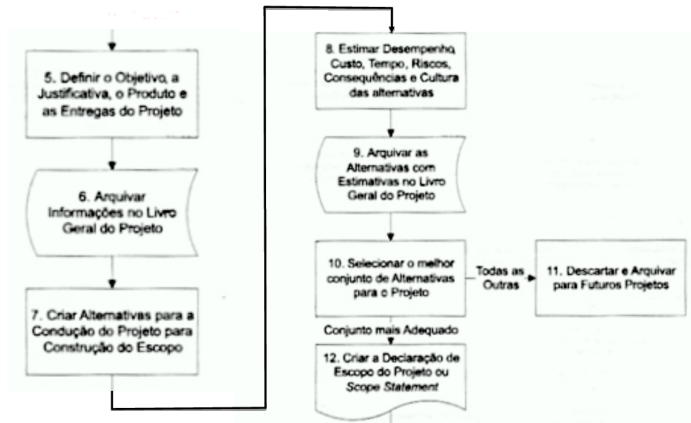 5. Definir o Objetivo, a
Justificativa, o Produto e
as Entregas do Projeto
6. Arquivar
Informações no Livro
Geral do Projeto
7. Criar Alternativas para a
Condução do Projeto para
Construção do Escopo
8. Estimar Desempenho,
Custo, Tempo, Riscos,
Consequências e Cultura
das alternativas
9. Arquivar as
Alternativas com
Estimativas no Livro
Geral do Projeto
10. Selecionar o melhor
conjunto de Alternativas
para o Projeto
Todas as
Outras
11. Descartar e Arquivar
para Futuros Projetos
Conjunto mais Adequado
12. Criar a Declaração de
Escopo do Projeto ou
Scope Statement